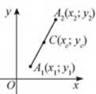 y
A₂(x₂; y₂)
C(x꜀; y꜀)
A₁(x₁; y₁)
O
x